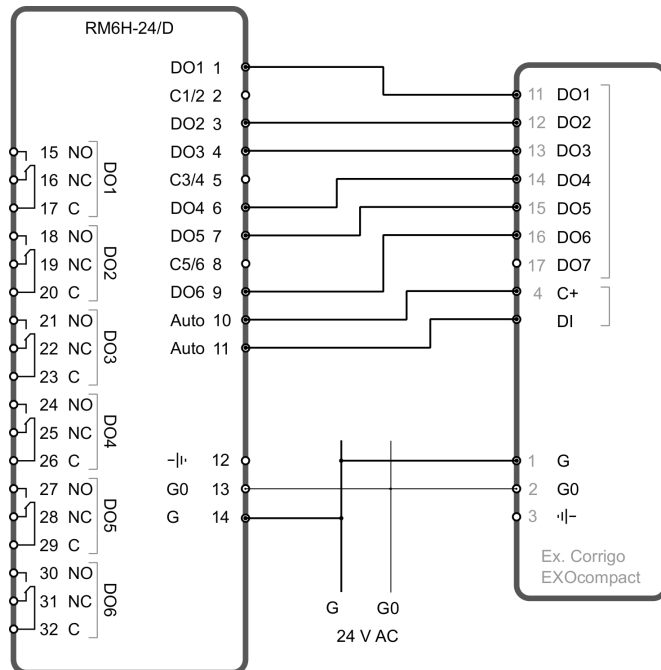 RM6H-24/D
DO1 1
C1/2 2
DO2 3
DO3 4
C3/4 5
DO4 6
DO5 7
C5/6 8
DO6 9
Auto 10
Auto 11
12
G0 13
G 14
15 NO
16 NC
17 C
DO1
18 NO
19 NC
20 C
DO2
21 NO
22 NC
23 C
DO3
24 NO
25 NC
26 C
DO4
27 NO
28 NC
29 C
DO5
30 NO
31 NC
32 C
DO6
11 DO1
12 DO2
13 DO3
14 DO4
15 DO5
16 DO6
17 DO7
4 C+
DI
1 G
2 G0
3
Ex. Corrigo
EXOcompact
G G0
24 V AC